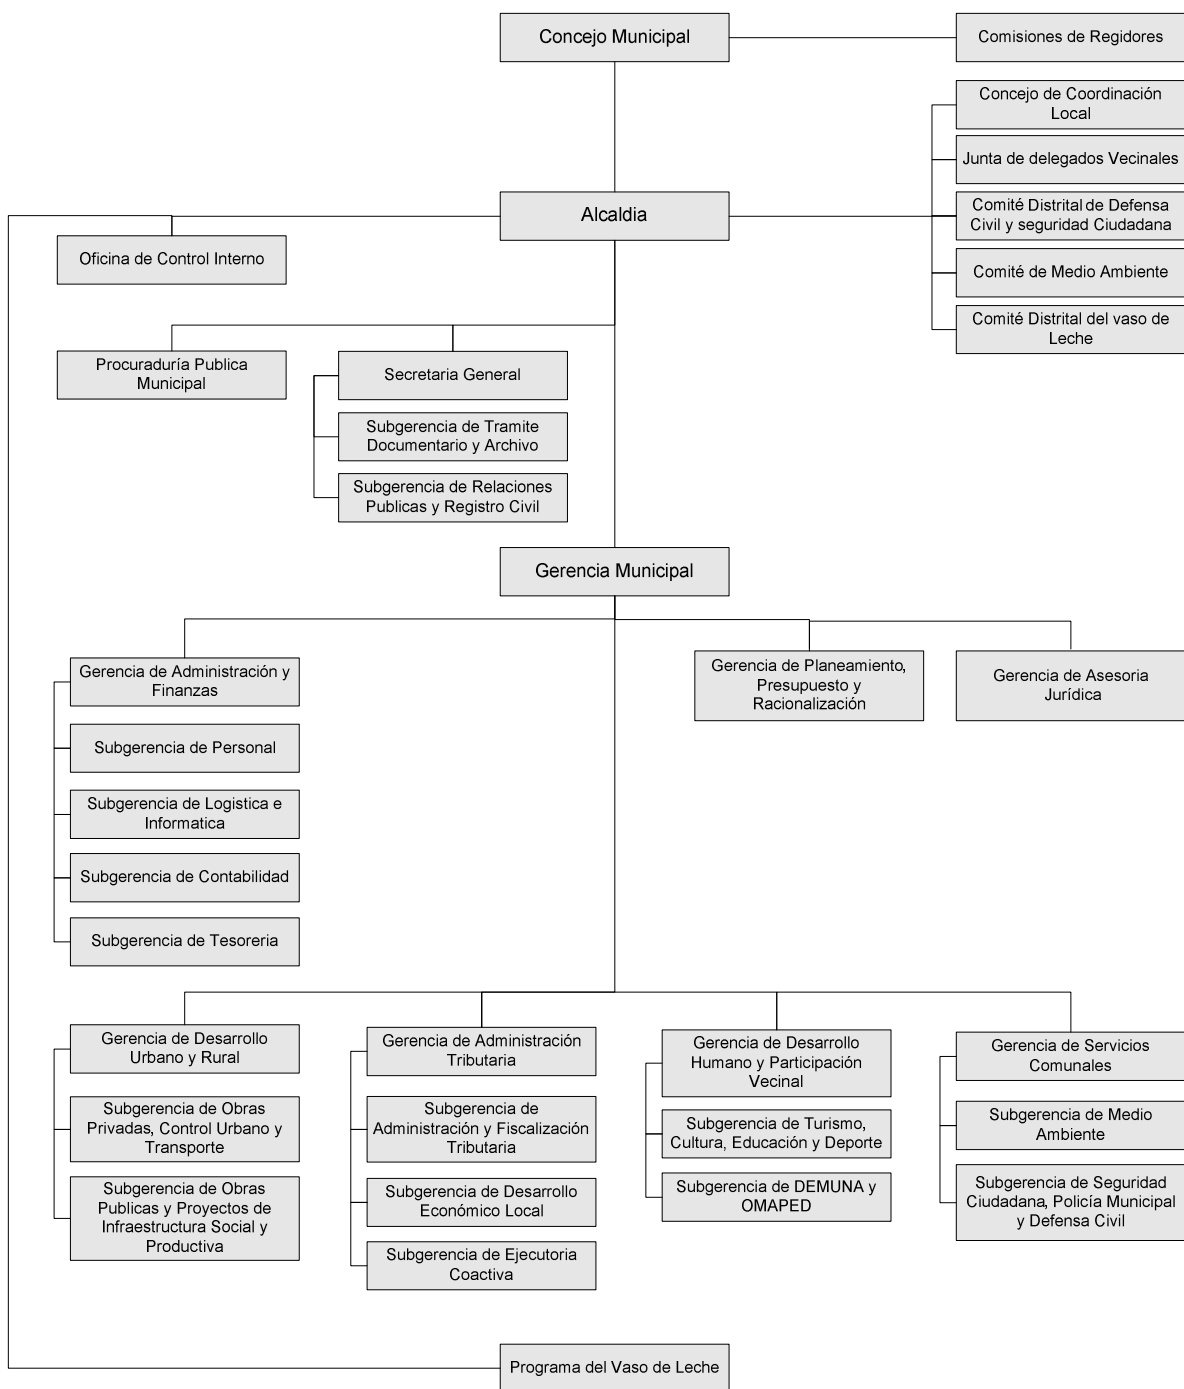 Concejo Municipal
Comisiones de Regidores
Concejo de Coordinación
Local
Junta de delegados Vecinales
Alcaldia
Comité Distrital de Defensa
Civil y seguridad Ciudadana
Oficina de Control Interno
Comité de Medio Ambiente
Comité Distrital del vaso de
Leche
Procuraduría Publica
Municipal
Secretaria General
Subgerencia de Tramite
Documentario y Archivo
Subgerencia de Relaciones
Publicas y Registro Civil
Gerencia Municipal
Gerencia de Administración y
Finanzas
Gerencia de Planeamiento,
Presupuesto y
Racionalización
Gerencia de Asesoria
Jurídica
Subgerencia de Personal
Subgerencia de Logistica e
Informatica
Subgerencia de Contabilidad
Subgerencia de Tesoreria
Gerencia de Desarrollo
Urbano y Rural
Subgerencia de Obras
Privadas, Control Urbano y
Transporte
Subgerencia de Obras
Publicas y Proyectos de
Infraestructura Social y
Productiva
Gerencia de Administración
Tributaria
Subgerencia de
Administración y Fiscalización
Tributaria
Subgerencia de Desarrollo
Económico Local
Subgerencia de Ejecutoria
Coactiva
Gerencia de Desarrollo
Humano y Participación
Vecinal
Subgerencia de Turismo,
Cultura, Educación y Deporte
Subgerencia de DEMUNA y
OMAPED
Gerencia de Servicios
Comunales
Subgerencia de Medio
Ambiente
Subgerencia de Seguridad
Ciudadana, Policía Municipal
y Defensa Civil
Programa del Vaso de Leche